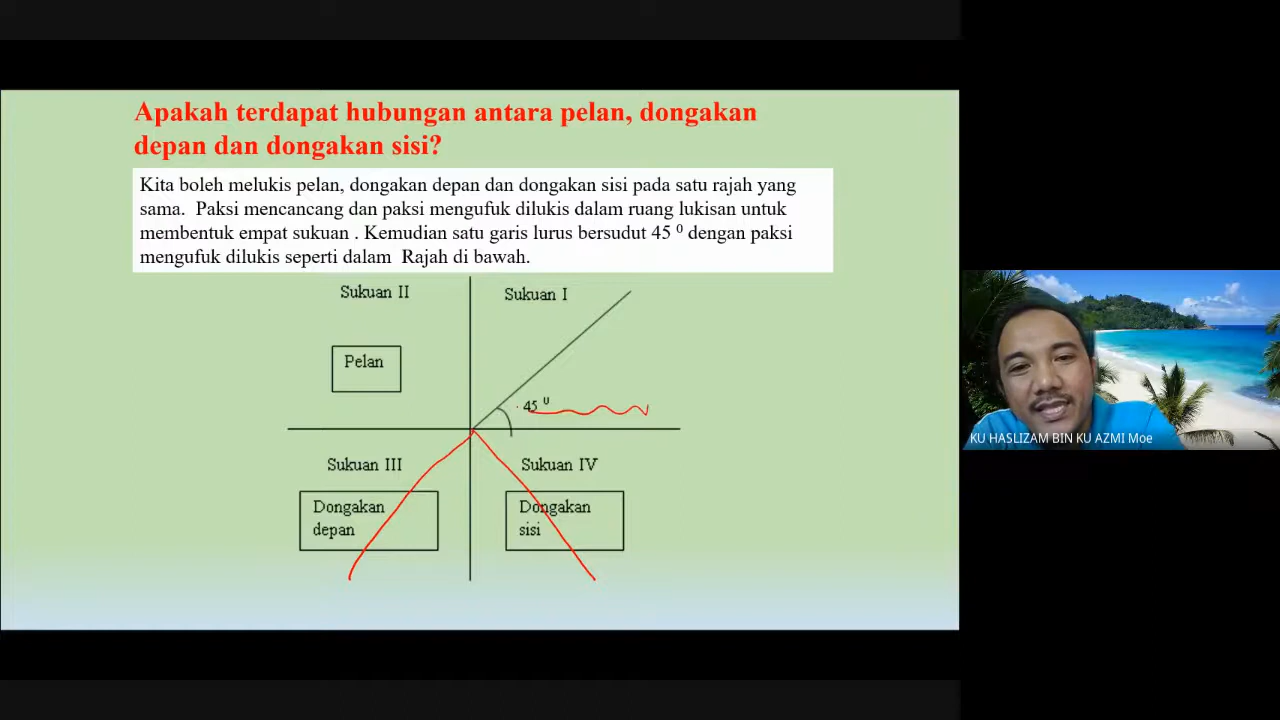 Apakah terdapat hubungan antara pelan, dongakan
depan dan dongakan sisi?
Kita boleh melukis pelan, dongakan depan dan dongakan sisi pada satu rajah yang
sama. Paksi mencancang dan paksi mengufuk dilukis dalam ruang lukisan untuk
membentuk empat sukuan . Kemudian satu garis lurus bersudut 45 ⁰ dengan paksi
mengufuk dilukis seperti dalam Rajah di bawah.
Sukuan II
Sukuan I
Pelan
45 ⁰
Sukuan III
Sukuan IV
Dongakan
depan
Dongakan
sisi
KU HASLIZAM BIN KU AZMI Moe